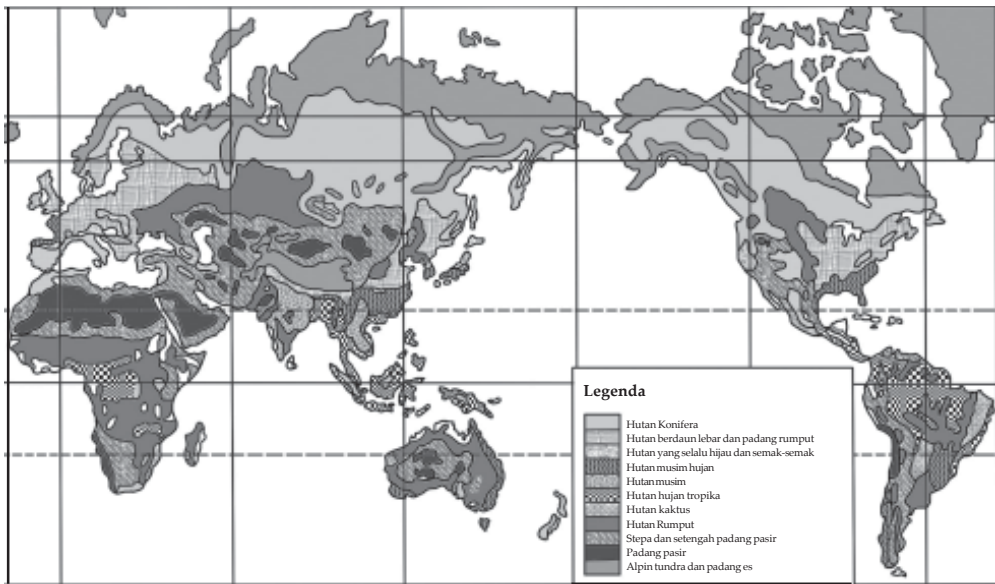 Legenda
Hutan Konifera
Hutan berdaun lebar dan padang rumput
Hutan yang selalu hijau dan semak-semak
Hutan musim hujan
Hutan musim
Hutan hujan tropika
Hutan kaktus
Hutan Rumput
Stepa dan setengah padang pasir
Padang pasir
Alpin tundra dan padang es